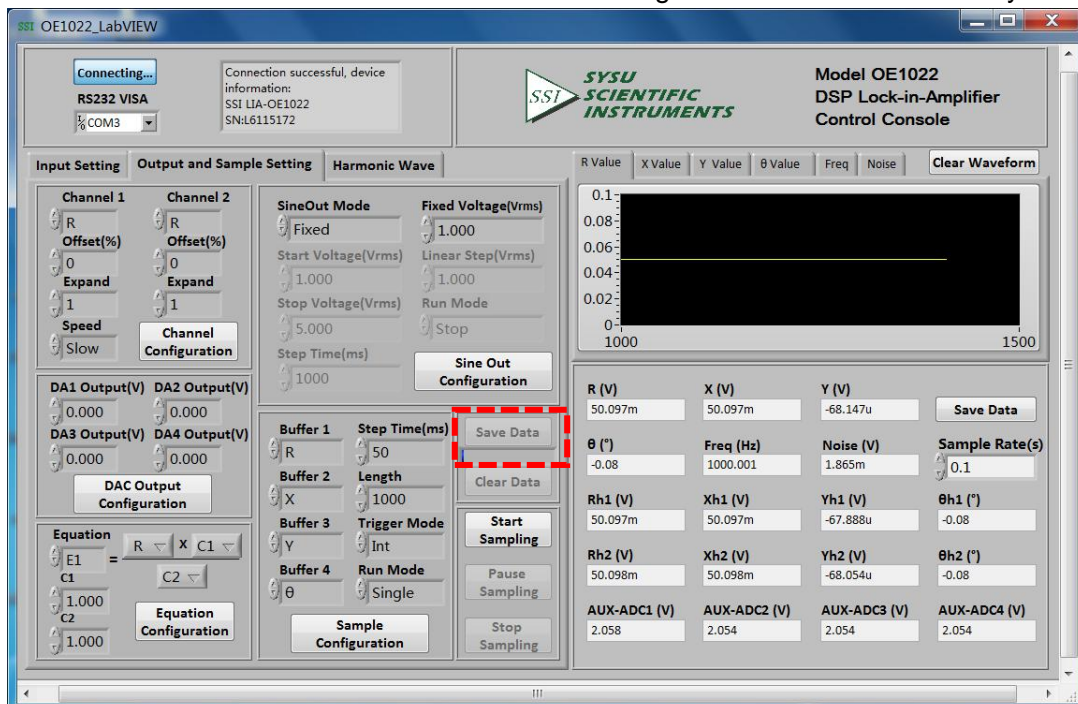 SSI OE1022_LabVIEW
Connecting...
RS232 VISA
COM3
Connection successful, device
information:
SSI LIA-OE1022
SN:L6115172
SSI
SYSU
SCIENTIFIC
INSTRUMENTS
Model OE1022
DSP Lock-in-Amplifier
Control Console
Input Setting Output and Sample Setting Harmonic Wave
Channel 1 Channel 2
R R
Offset(%) Offset(%)
0 0
Expand Expand
1 1
Speed
Slow
Channel
Configuration
DA1 Output(V) DA2 Output(V)
0.000 0.000
DA3 Output(V) DA4 Output(V)
0.000 0.000
DAC Output
Configuration
Equation
E1 = R X C1
C2
C1
1.000
C2
1.000
Equation
Configuration
SineOut Mode Fixed Voltage(Vrms)
Fixed 1.000
Start Voltage(Vrms) Linear Step(Vrms)
1.000 1.000
Stop Voltage(Vrms) Run Mode
5.000 Stop
Step Time(ms)
1000
Sine Out
Configuration
Buffer 1 Step Time(ms)
R 50
Buffer 2 Length
X 1000
Buffer 3 Trigger Mode
Y Int
Buffer 4 Run Mode
θ Single
Sample
Configuration
Save Data
Clear Data
Start
Sampling
Pause
Sampling
Stop
Sampling
R Value X Value Y Value θ Value Freq Noise Clear Waveform
0.1
0.08
0.06
0.04
0.02
0
1000 1500
R (V) X (V) Y (V)
50.097m 50.097m -68.147u Save Data
θ (°) Freq (Hz) Noise (V) Sample Rate(s)
-0.08 1000.001 1.865m 0.1
Rh1 (V) Xh1 (V) Yh1 (V) θh1 (°)
50.097m 50.097m -67.888u -0.08
Rh2 (V) Xh2 (V) Yh2 (V) θh2 (°)
50.098m 50.098m -68.054u -0.08
AUX-ADC1 (V) AUX-ADC2 (V) AUX-ADC3 (V) AUX-ADC4 (V)
2.058 2.054 2.054 2.054